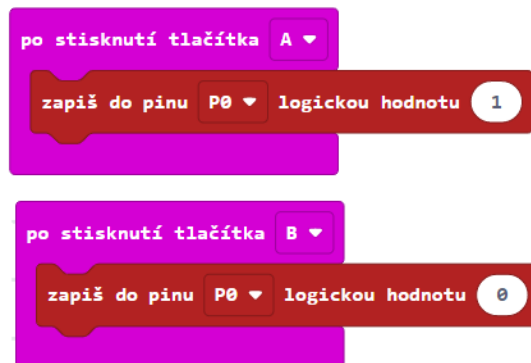 po stisknutí tlačítka A
zapiš do pinu P0 logickou hodnotu 1
po stisknutí tlačítka B
zapiš do pinu P0 logickou hodnotu 0